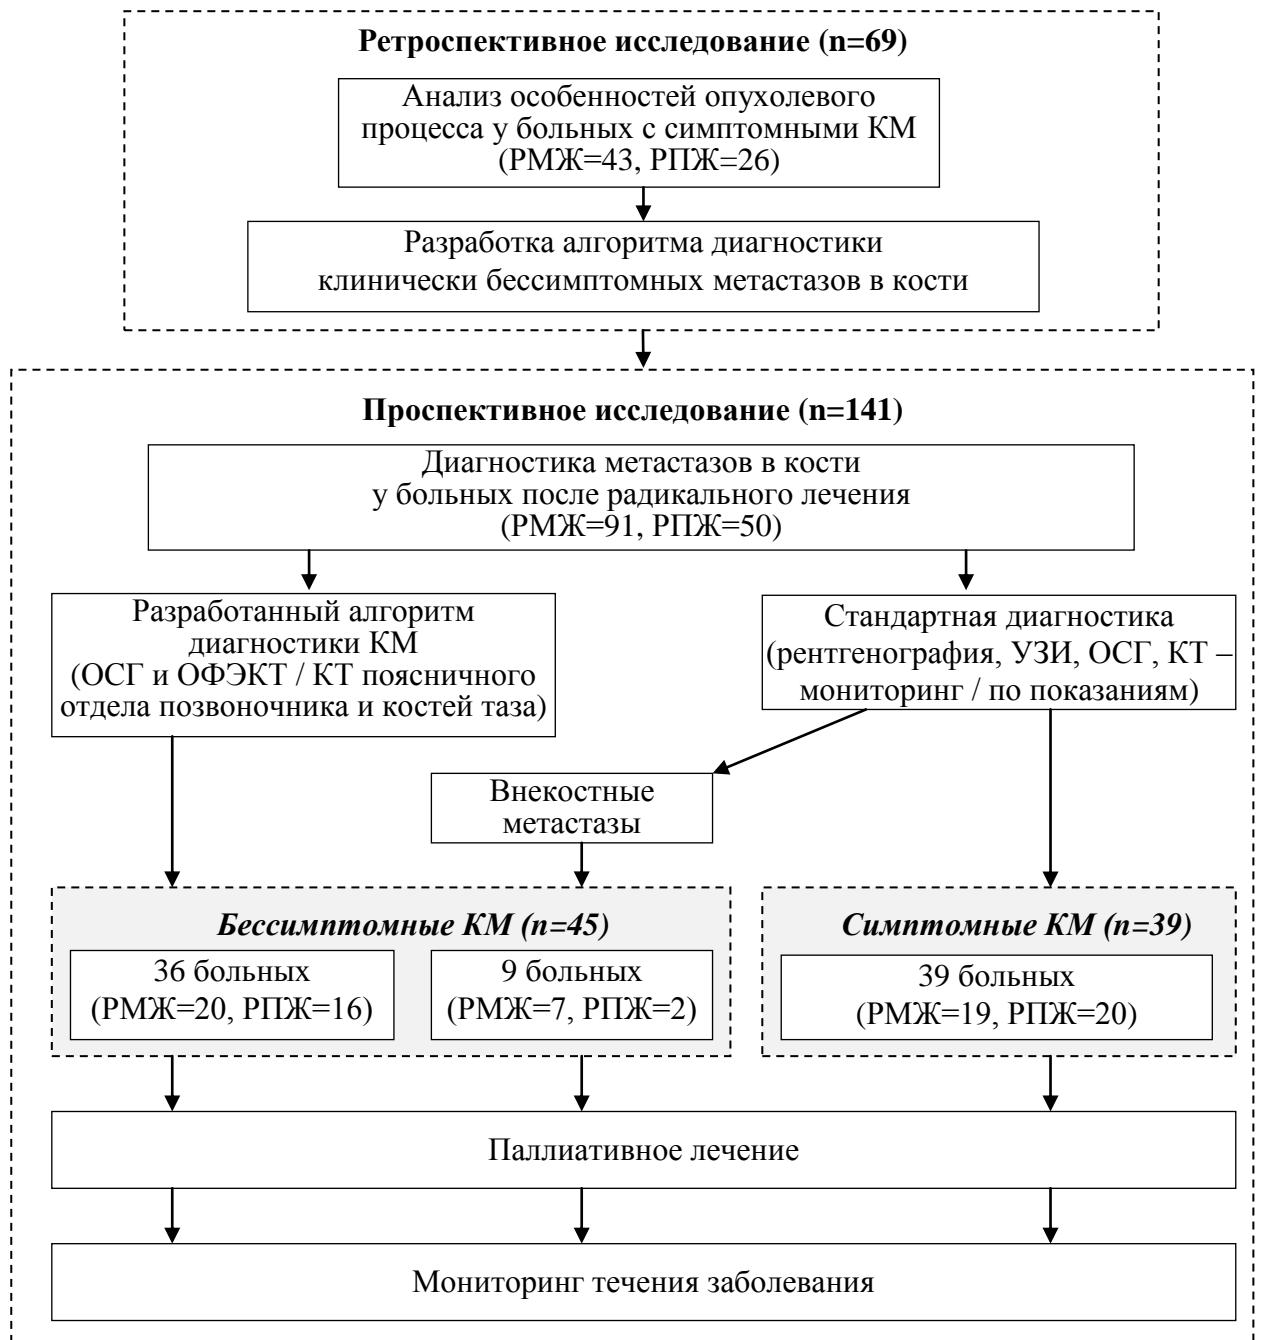 Ретроспективное исследование (n=69)
Анализ особенностей опухолевого
процесса у больных с симптомными КМ
(РМЖ=43, РПЖ=26)
Разработка алгоритма диагностики
клинически бессимптомных метастазов в кости
Проспективное исследование (n=141)
Диагностика метастазов в кости
у больных после радикального лечения
(РМЖ=91, РПЖ=50)
Разработанный алгоритм
диагностики КМ
(ОСГ и ОФЭКТ / КТ поясничного
отдела позвоночника и костей таза)
Стандартная диагностика
(рентгенография, УЗИ, ОСГ, КТ –
мониторинг / по показаниям)
Внекостные
метастазы
Бессимптомные КМ (n=45)
36 больных
(РМЖ=20, РПЖ=16)
9 больных
(РМЖ=7, РПЖ=2)
Симптомные КМ (n=39)
39 больных
(РМЖ=19, РПЖ=20)
Паллиативное лечение
Мониторинг течения заболевания